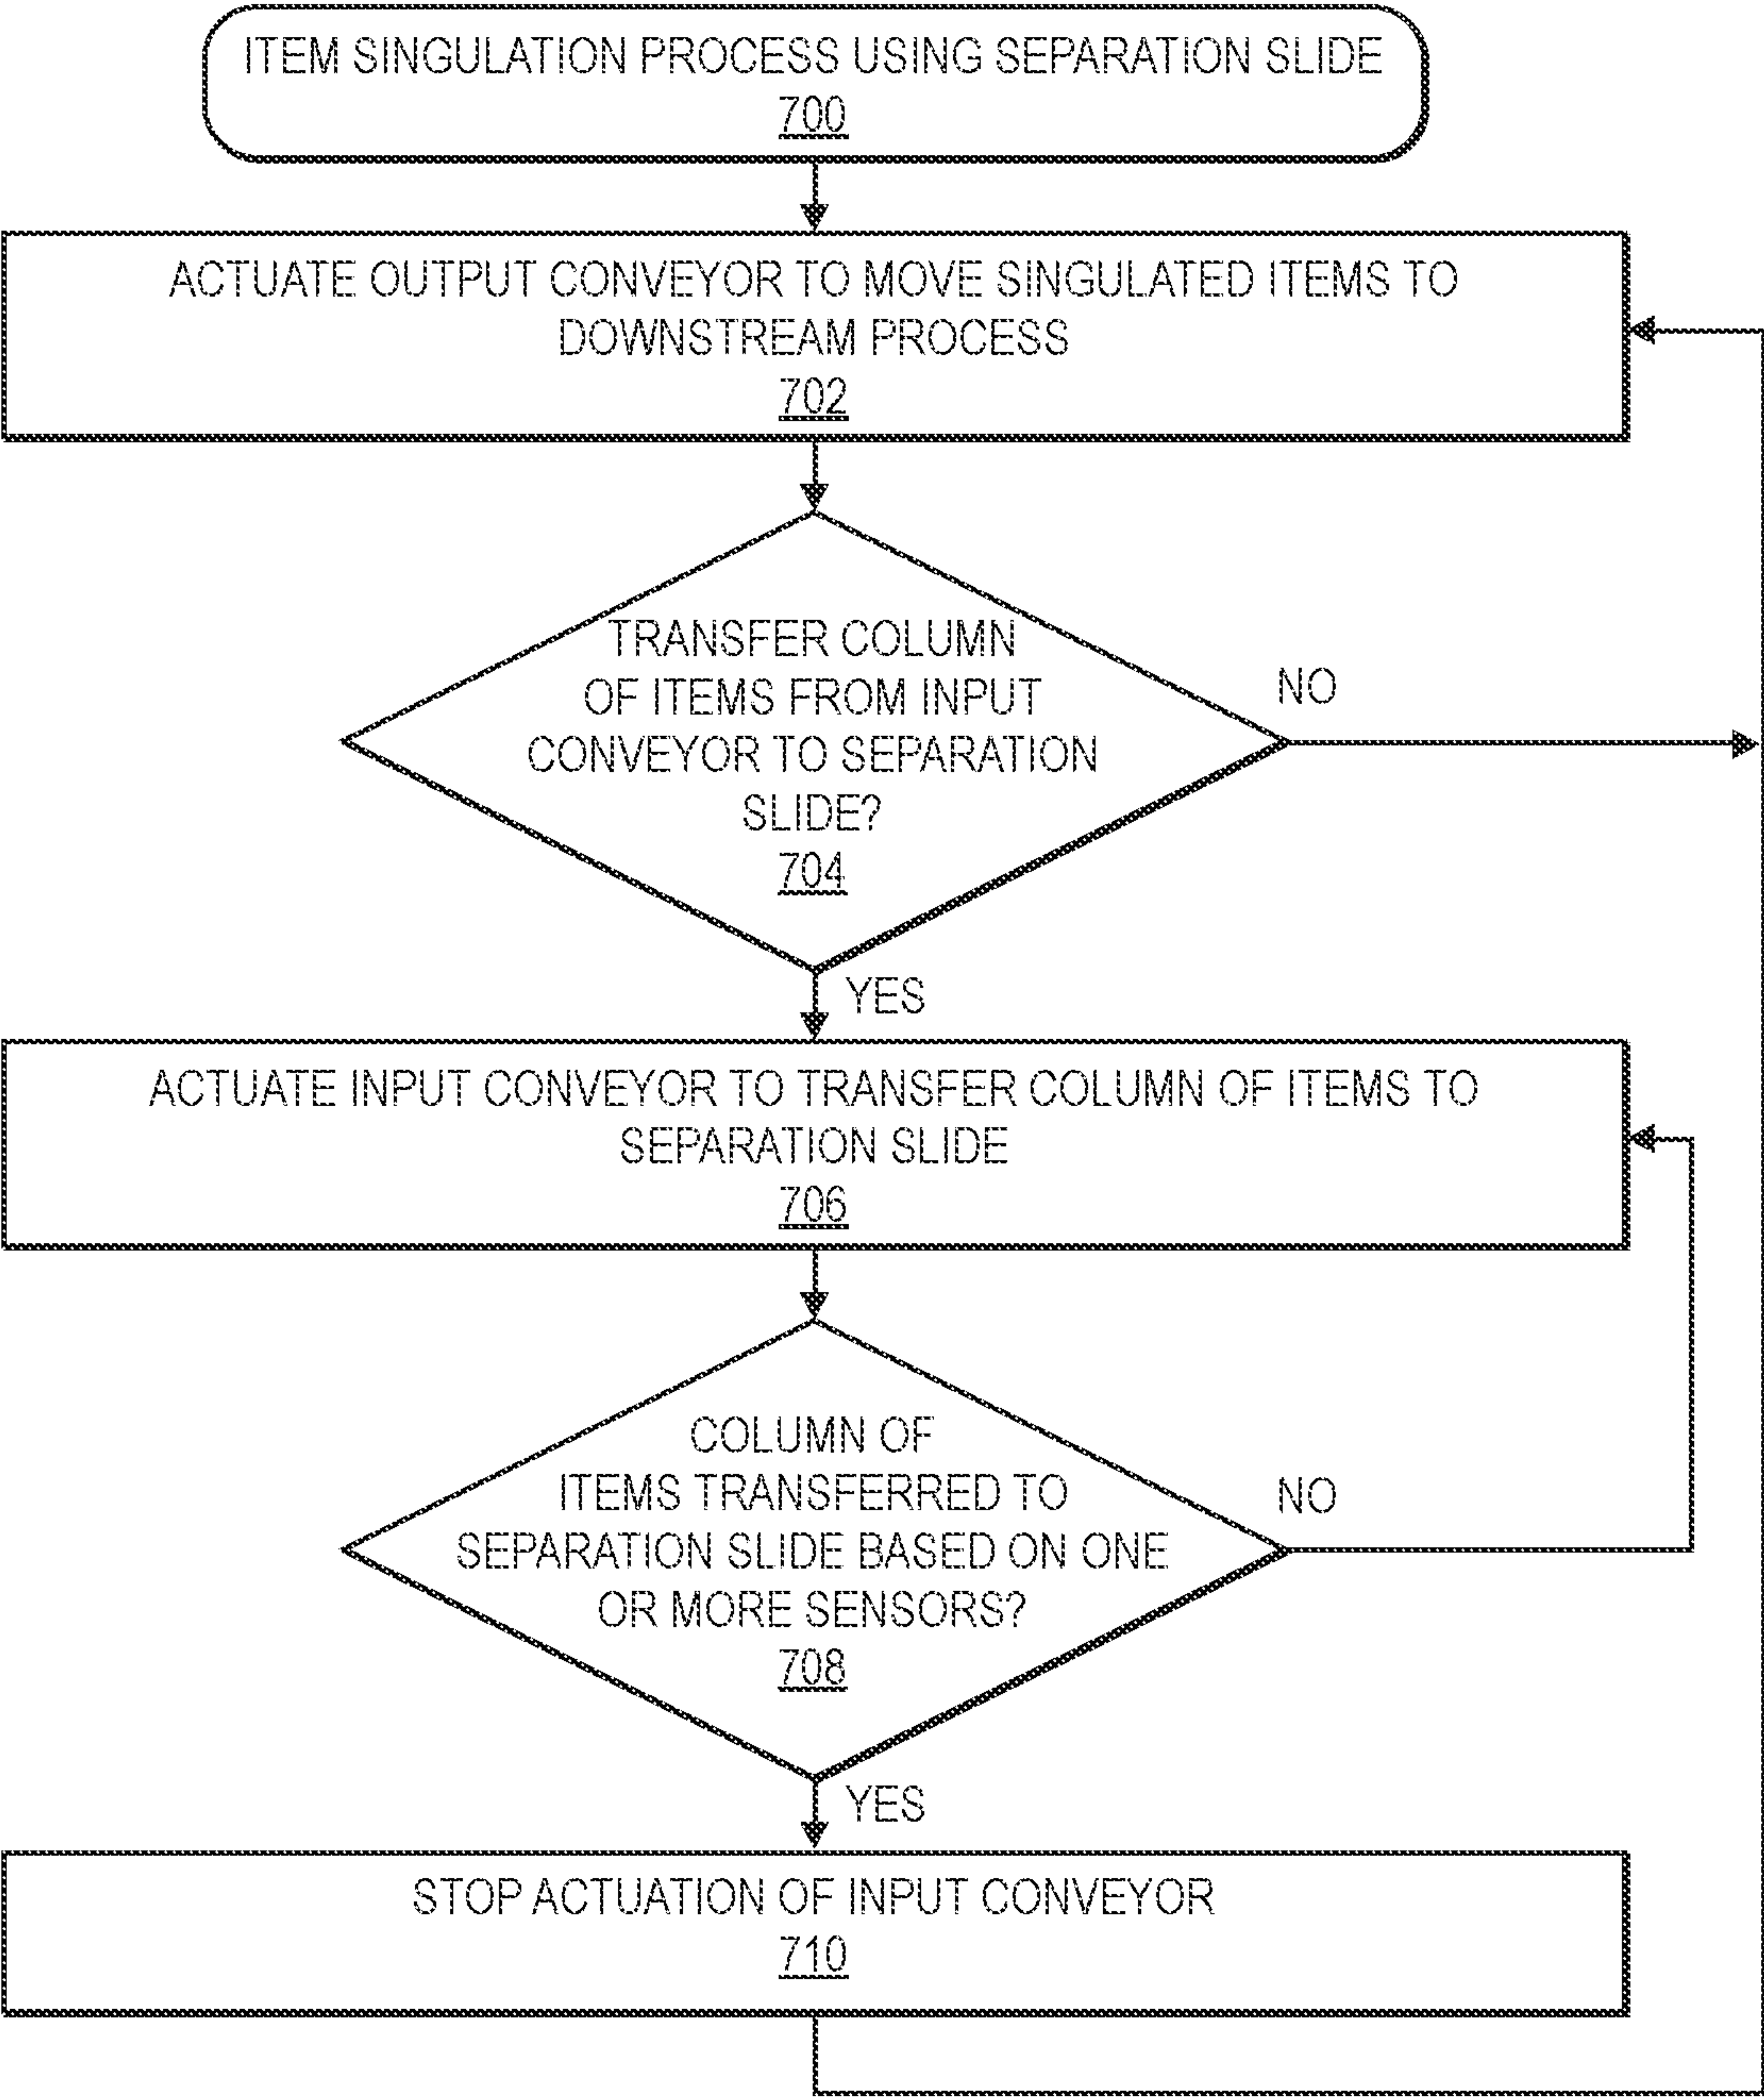 ITEM SINGULATION PROCESS USING SEPARATION SLIDE
700
ACTUATE OUTPUT CONVEYOR TO MOVE SINGULATED ITEMS TO
DOWNSTREAM PROCESS
702
TRANSFER COLUMN
OF ITEMS FROM INPUT
CONVEYOR TO SEPARATION
SLIDE?
704
NO
YES
ACTUATE INPUT CONVEYOR TO TRANSFER COLUMN OF ITEMS TO
SEPARATION SLIDE
706
COLUMN OF
ITEMS TRANSFERRED TO
SEPARATION SLIDE BASED ON ONE
OR MORE SENSORS?
708
NO
YES
STOP ACTUATION OF INPUT CONVEYOR
710